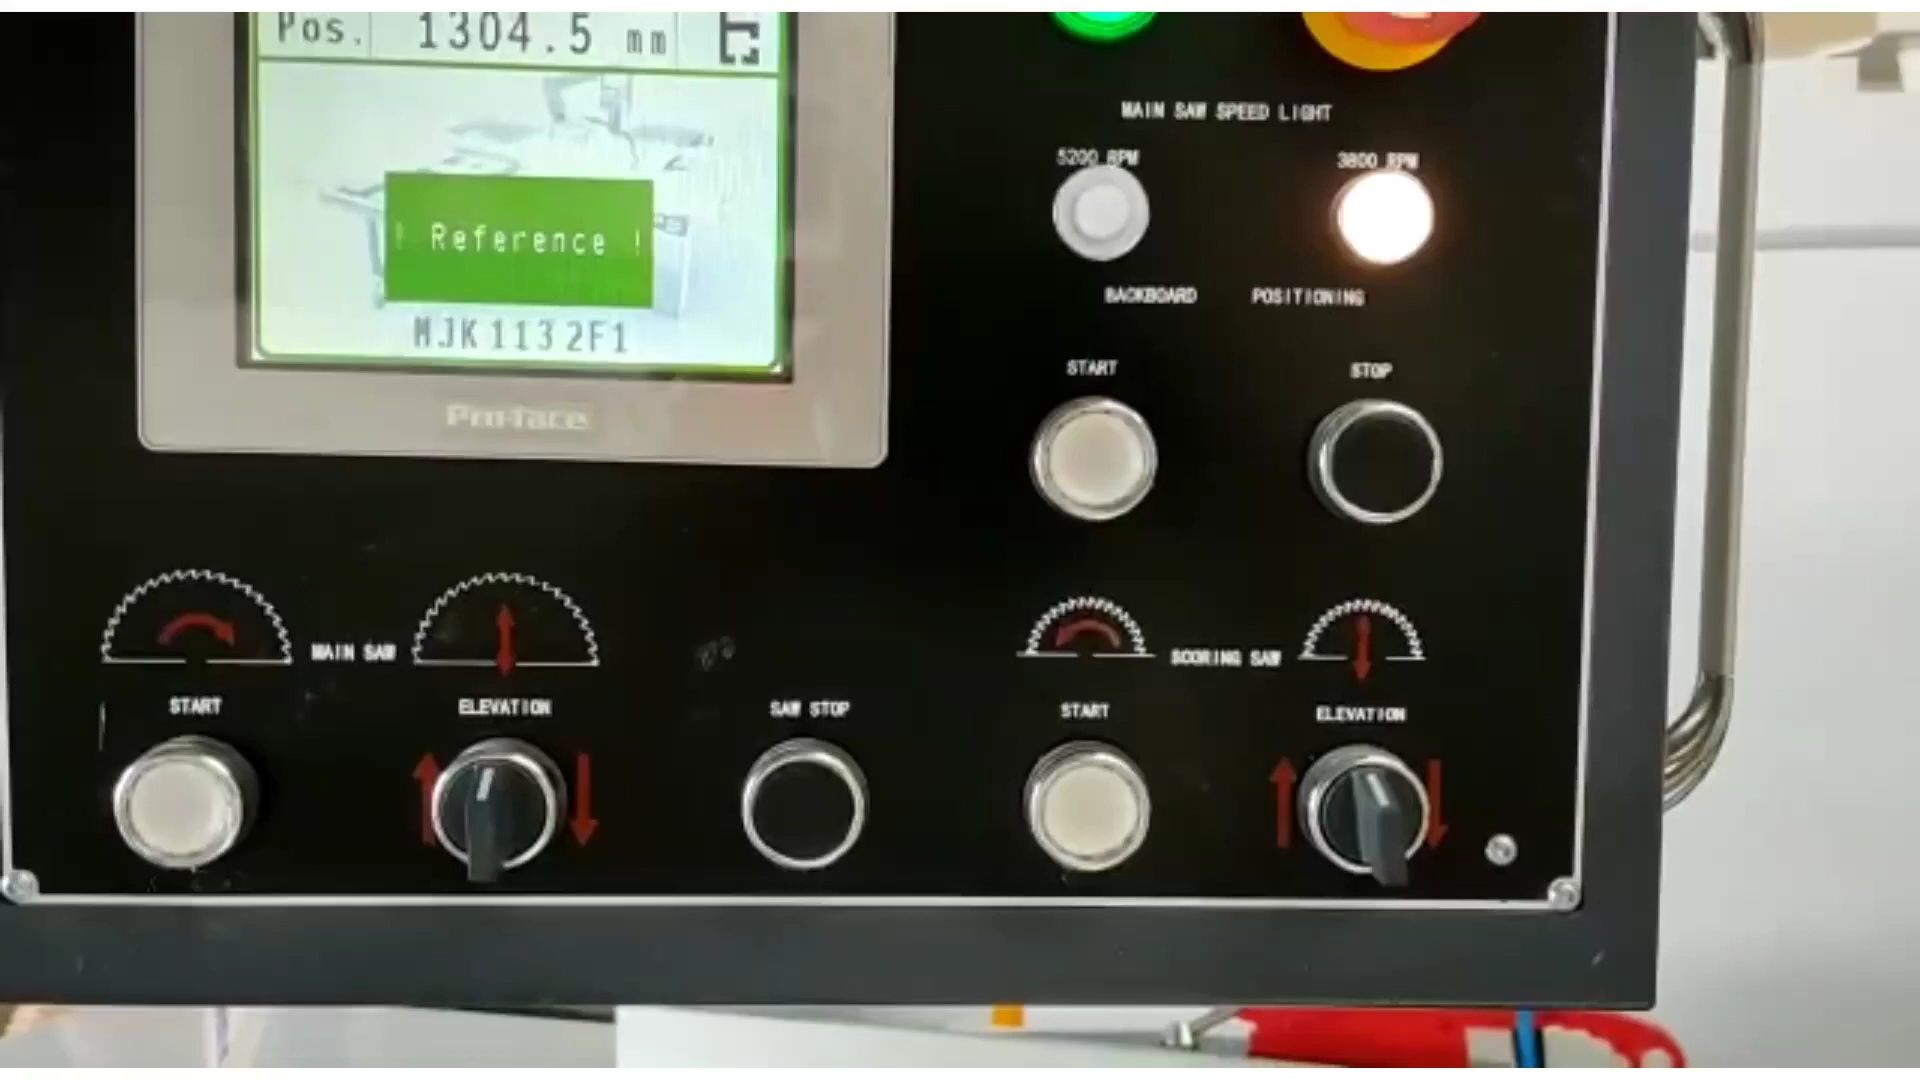 Pos. 1304.5 mm
! Reference !
MJK1132F1
Pro-face
MAIN SAW SPEED LIGHT
5200 RPM 3800 RPM
BACKBOARD POSITIONING
START STOP
MAIN SAW
SCORING SAW
START ELEVATION SAW STOP START ELEVATION